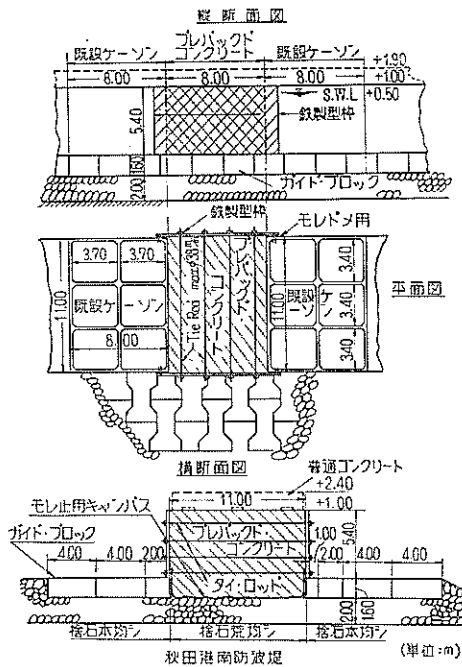 縦断面図
プレパックド
既設ケーソン コンクリート 既設ケーソン
+1.90
8.00 8.00 8.00 +1.00
S.W.L +0.50
鉄製型枠
5.40
1.60
2.00
ガイド・ブロック
鉄製型枠
モレドメ用
3.70 3.70
11.00
既設ケーソン
8.00
Tie Rod
コンクリート
プレパックド
11.00
既設ケーソン
3.40
3.40
3.40
平面図
横断面図
普通コンクリート
11.00
+2.40
+1.00
モレ止用キャンバス
ガイド・ブロック
プレパックド
コンクリート
5.40
1.00
4.00 4.00 2.00
2.00 4.00 4.00
タイ・ロッド
2.00
1.60
捨石本均シ 捨石荒均シ 捨石本均シ
秋田港南防波堤
(単位:m)